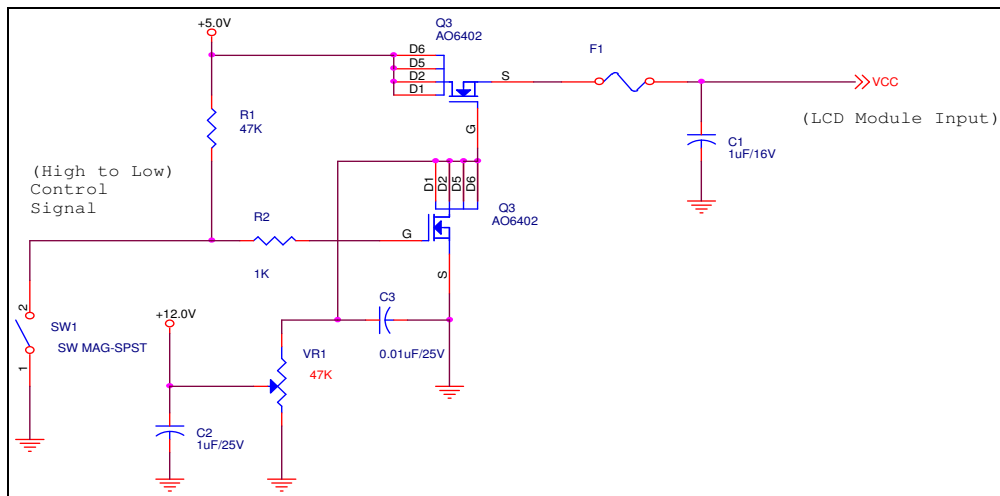 +5.0V
Q3
AO6402
D6
D5
D2
D1
S
G
F1
VCC
(LCD Module Input)
C1
1uF/16V
R1
47K
(High to Low)
Control
Signal
D1
D2
D5
D6
Q3
AO6402
R2
1K
G
S
2
SW1
SW MAG-SPST
1
+12.0V
C3
0.01uF/25V
VR1
47K
C2
1uF/25V